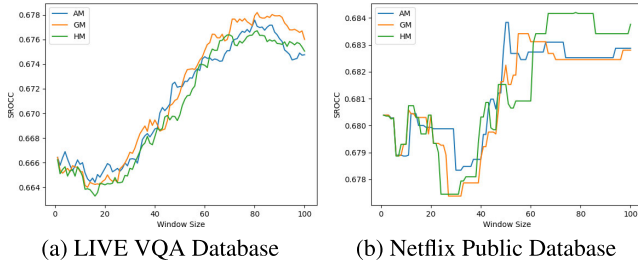 AM
GM
HM
0.678
0.676
0.674
0.672
0.670
0.668
0.666
0.664
SROCC
0
20
40
60
80
100
Window Size
(a) LIVE VQA Database
AM
GM
HM
0.684
0.683
0.682
0.681
0.680
0.679
0.678
SROCC
0
20
40
60
80
100
Window Size
(b) Netflix Public Database